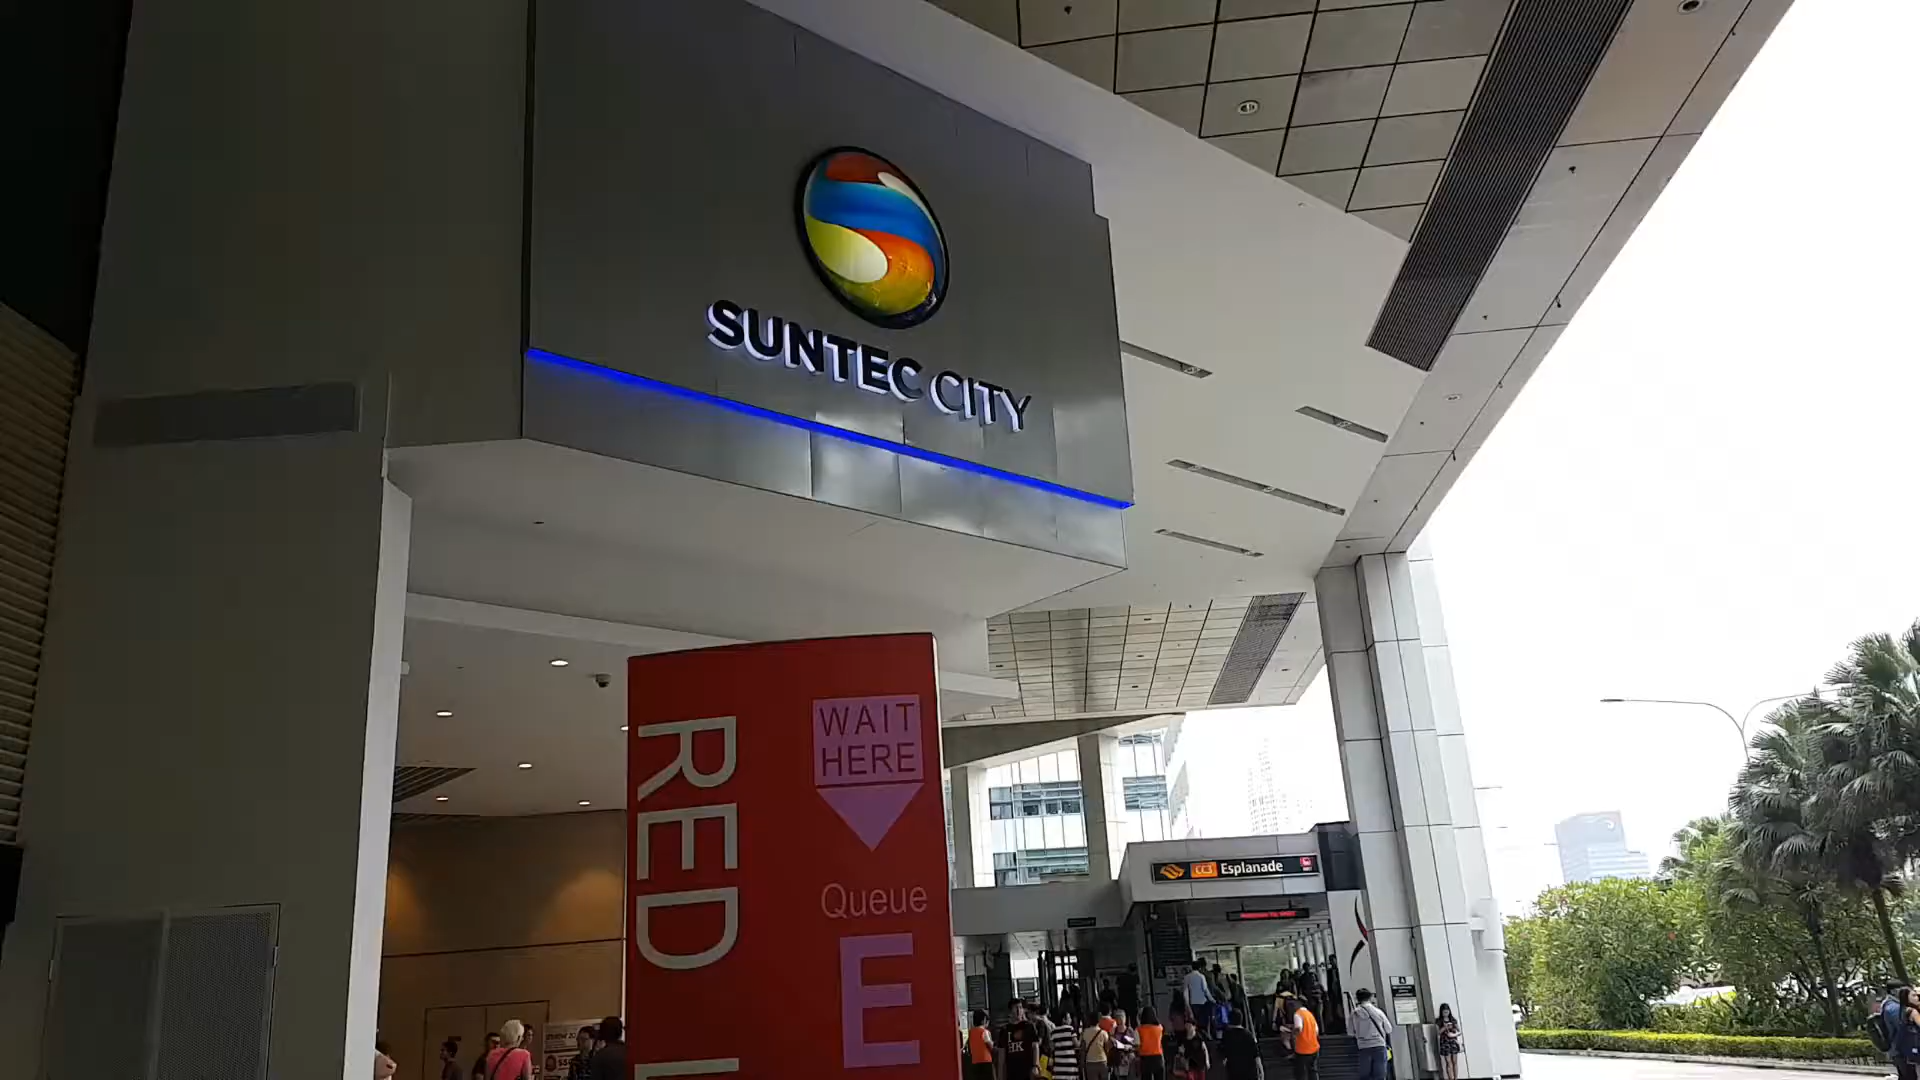 SUNTEC CITY
WAIT
HERE
Queue
E
RED
CC3 Esplanade